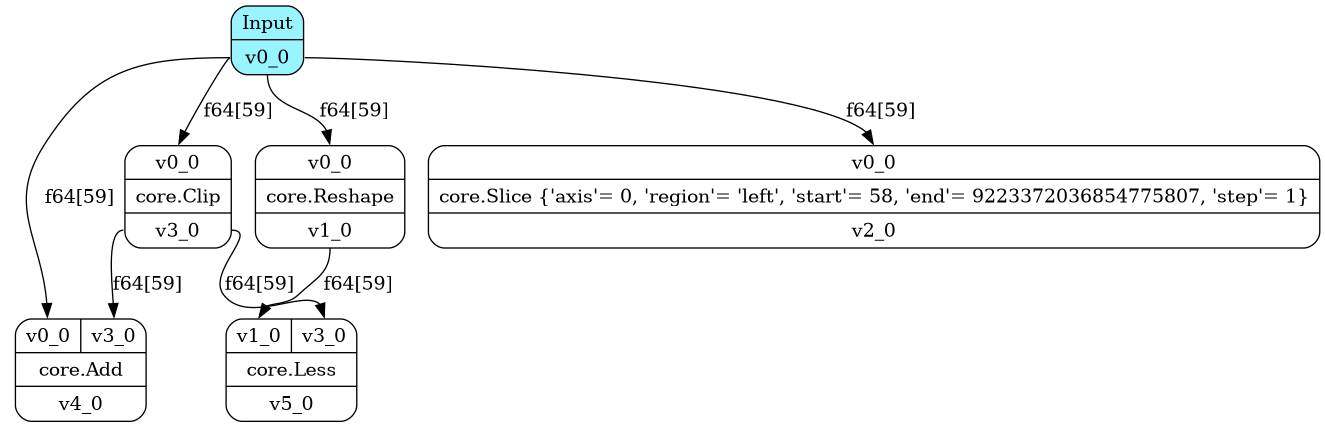 Input
v0_0
f64[59]
f64[59]
f64[59]
v0_0
core.Clip
v3_0
v0_0
core.Reshape
v1_0
v0_0
core.Slice {'axis'= 0, 'region'= 'left', 'start'= 58, 'end'= 9223372036854775807, 'step'= 1}
v2_0
f64[59]
f64[59]
f64[59]
f64[59]
v0_0
v3_0
core.Add
v4_0
v1_0
v3_0
core.Less
v5_0